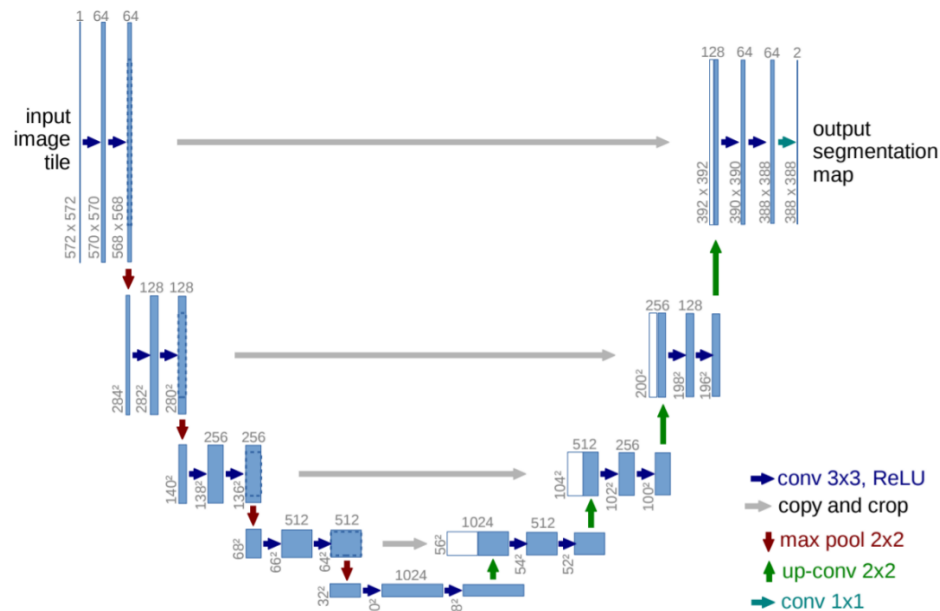 1 64 64
128 64 64 2
input
image
tile
output
segmentation
map
572 x 572
570 x 570
568 x 568
392 x 392
390 x 390
388 x 388
388 x 388
128 128
256 128
284²
282²
280²
200²
198²
196²
256 256
512 256
140²
138²
136²
104²
102²
100²
512 512
1024 512
68²
66²
64²
56²
54²
52²
1024
32²
0²
8²
conv 3x3, ReLU
copy and crop
max pool 2x2
up-conv 2x2
conv 1x1